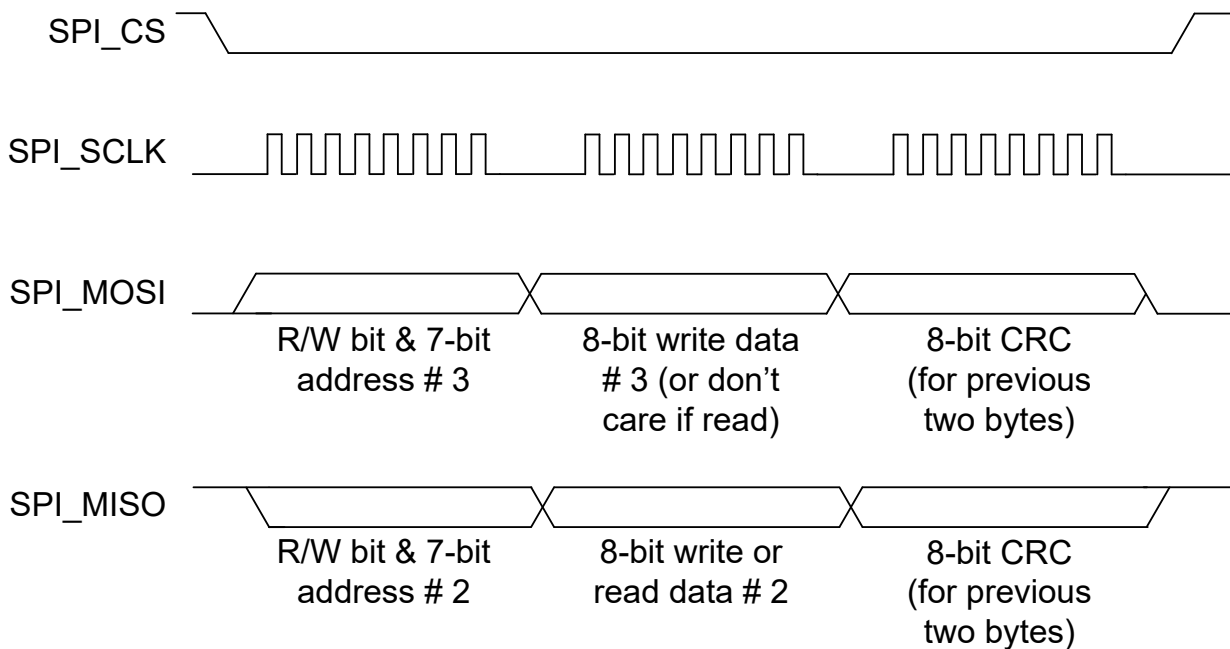 SPI_CS
SPI_SCLK
SPI_MOSI
R/W bit & 7-bit
address # 3
8-bit write data
# 3 (or don't
care if read)
8-bit CRC
(for previous
two bytes)
SPI_MISO
R/W bit & 7-bit
address # 2
8-bit write or
read data # 2
8-bit CRC
(for previous
two bytes)